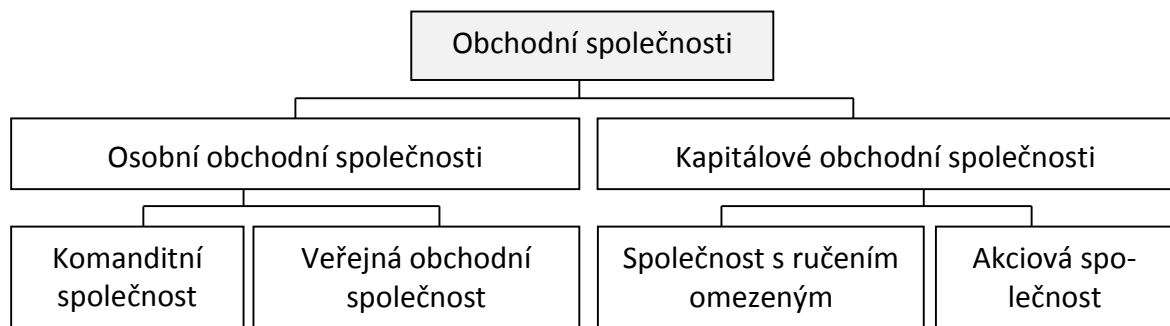 Obchodní společnosti
Osobní obchodní společnosti
Kapitálové obchodní společnosti
Komanditní
společnost
Veřejná obchodní
společnost
Společnost s ručením
omezeným
Akciová spo-
lečnost